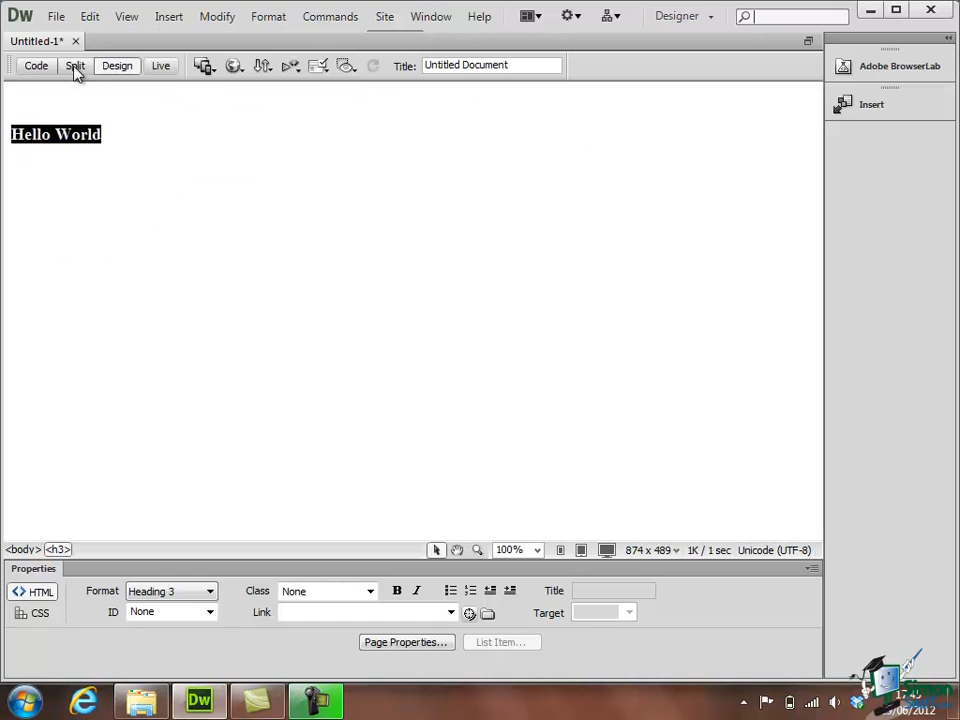 Dw File Edit View Insert Modify Format Commands Site Window Help Designer
Untitled-1*
Code Split Design Live Title: Untitled Document
Adobe BrowserLab
Insert
Hello World
<body> <h3> 100% 874 x 489 1K / 1 sec Unicode (UTF-8)
Properties
<> HTML Format Heading 3 Class None B I Title
CSS ID None Link Target
Page Properties... List Item...
Dw
Simon